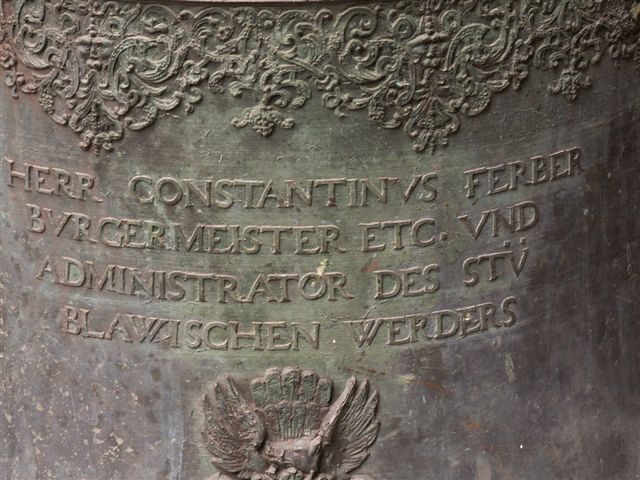 HERR CONSTANTINVS FERBER
BVRGERMEISTER ETC. VND
ADMINISTRATOR DES STV̈
BLAWISCHEN WERDERS